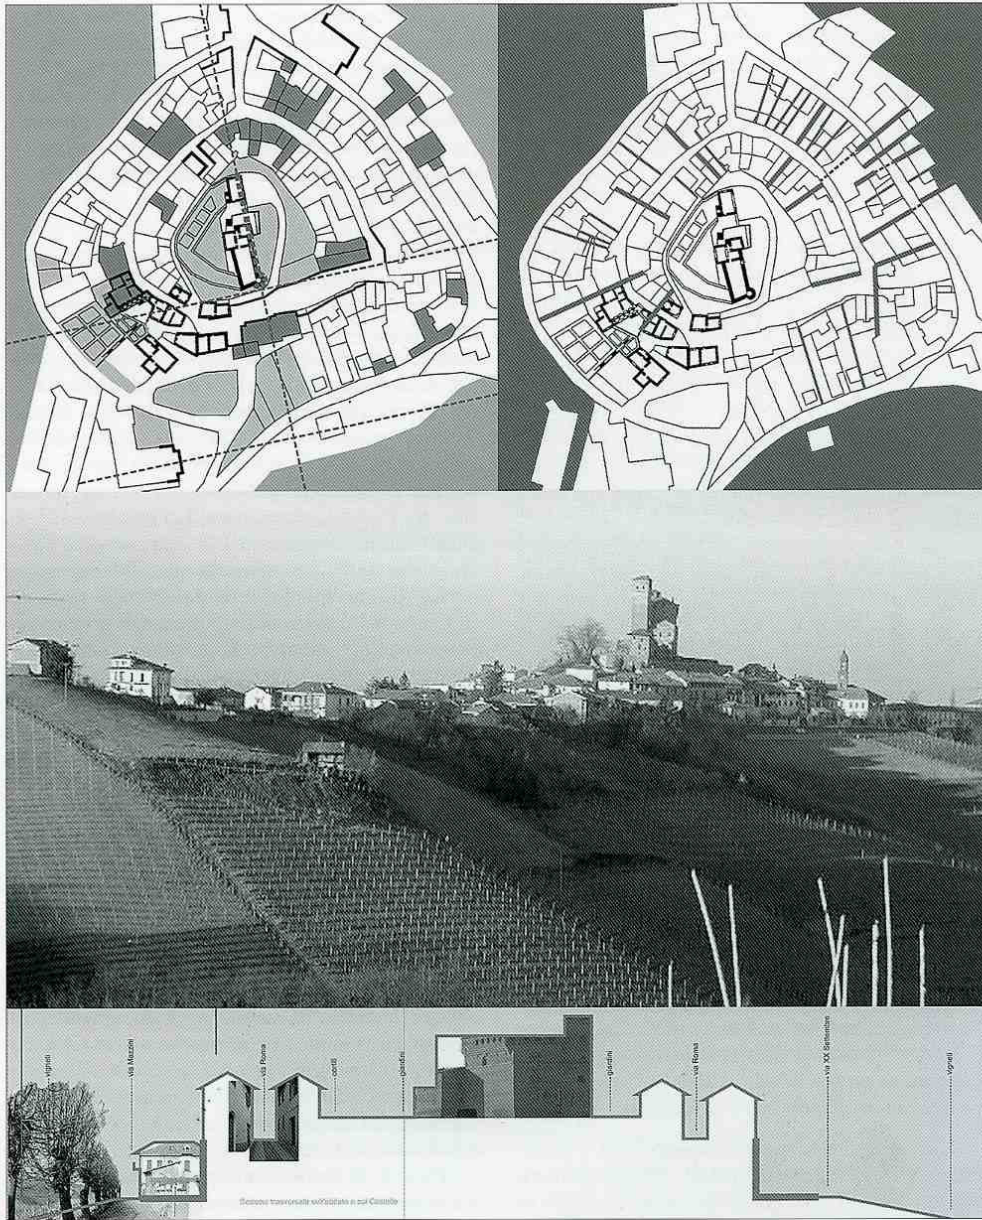 vigneti
via Mazzini
via Roma
cortili
giardini
giardini
via Roma
via XX Settembre
vigneti
Sezione trasversale sull'abitato e sul Castello